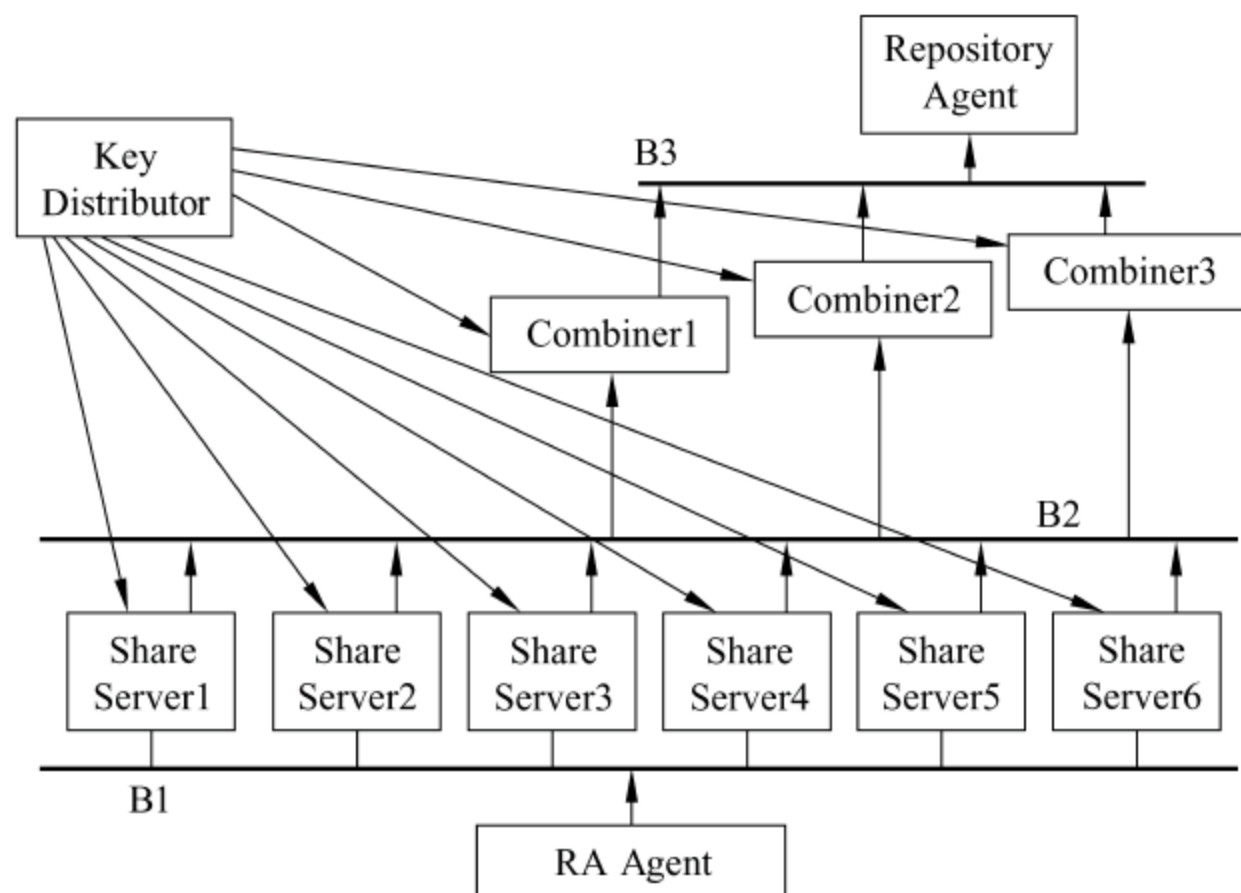 Repository
Agent
Key
Distributor
B3
Combiner3
Combiner2
Combiner1
B2
Share
Server1
Share
Server2
Share
Server3
Share
Server4
Share
Server5
Share
Server6
B1
RA Agent